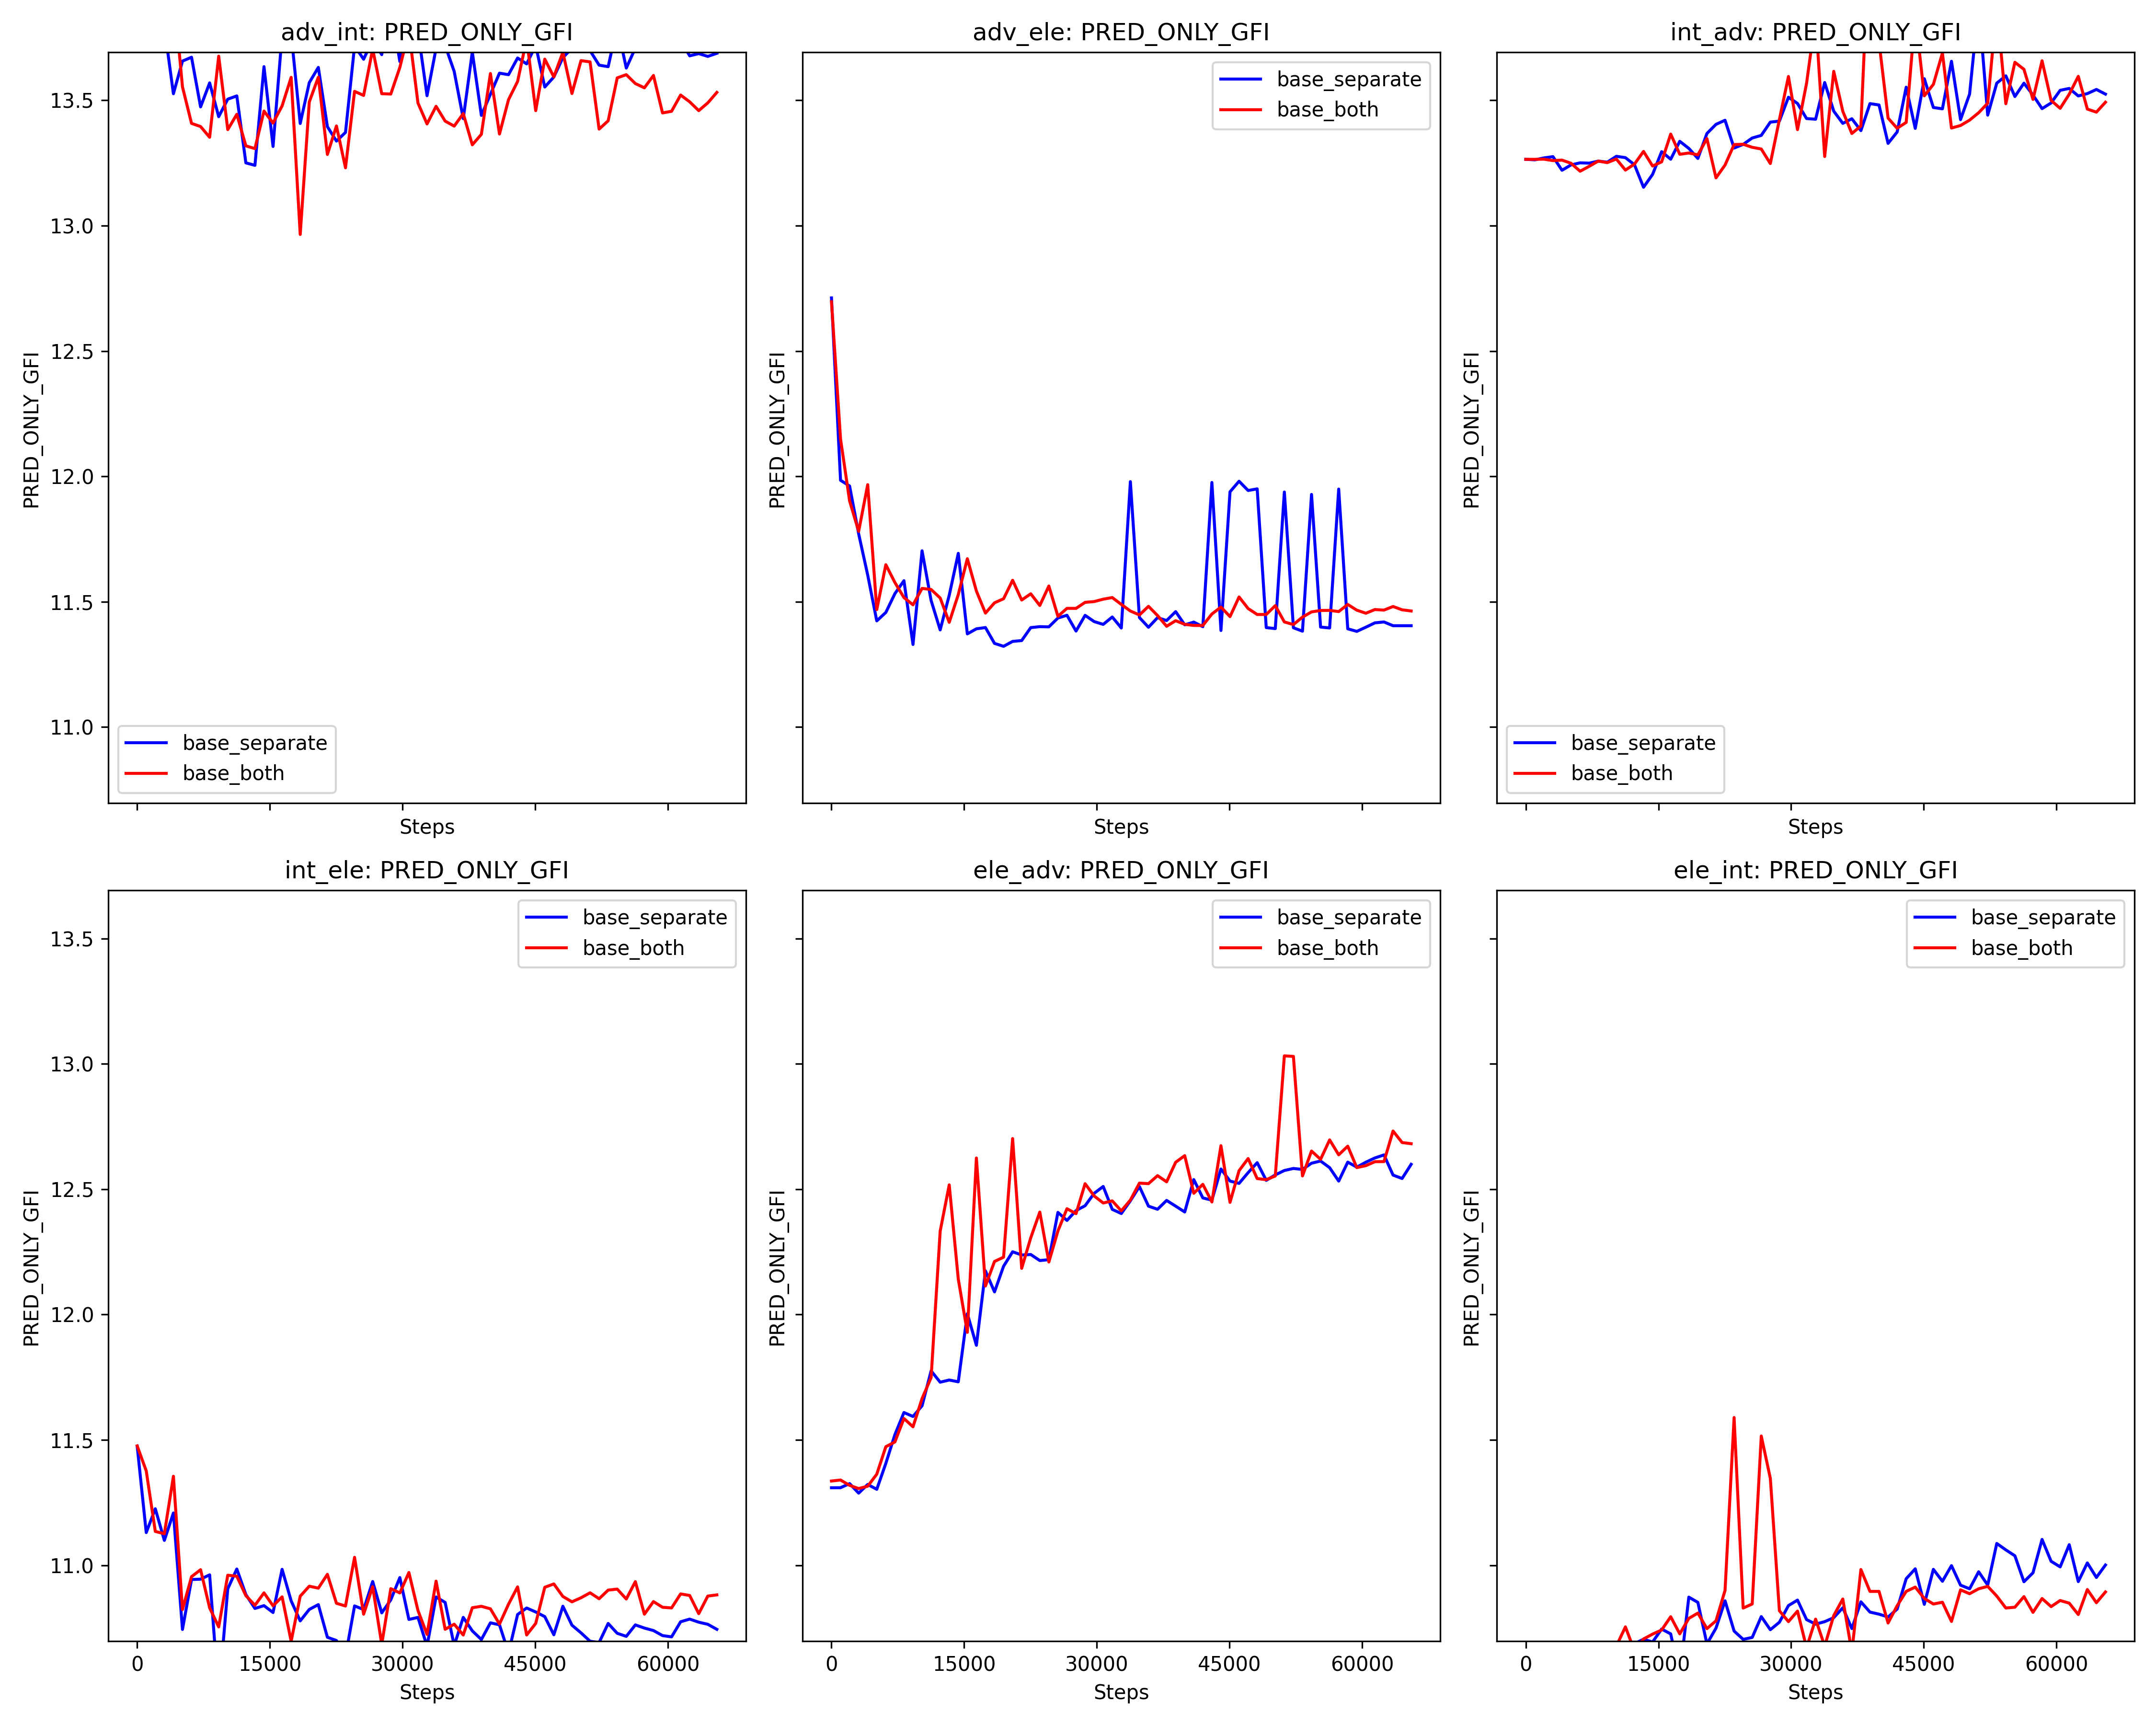 adv_int: PRED_ONLY_GFI
adv_ele: PRED_ONLY_GFI
int_adv: PRED_ONLY_GFI
PRED_ONLY_GFI
13.5
13.0
12.5
12.0
11.5
11.0
base_separate
base_both
Steps
PRED_ONLY_GFI
base_separate
base_both
Steps
PRED_ONLY_GFI
base_separate
base_both
Steps
int_ele: PRED_ONLY_GFI
ele_adv: PRED_ONLY_GFI
ele_int: PRED_ONLY_GFI
PRED_ONLY_GFI
13.5
13.0
12.5
12.0
11.5
11.0
base_separate
base_both
0 15000 30000 45000 60000
Steps
PRED_ONLY_GFI
base_separate
base_both
0 15000 30000 45000 60000
Steps
PRED_ONLY_GFI
base_separate
base_both
0 15000 30000 45000 60000
Steps